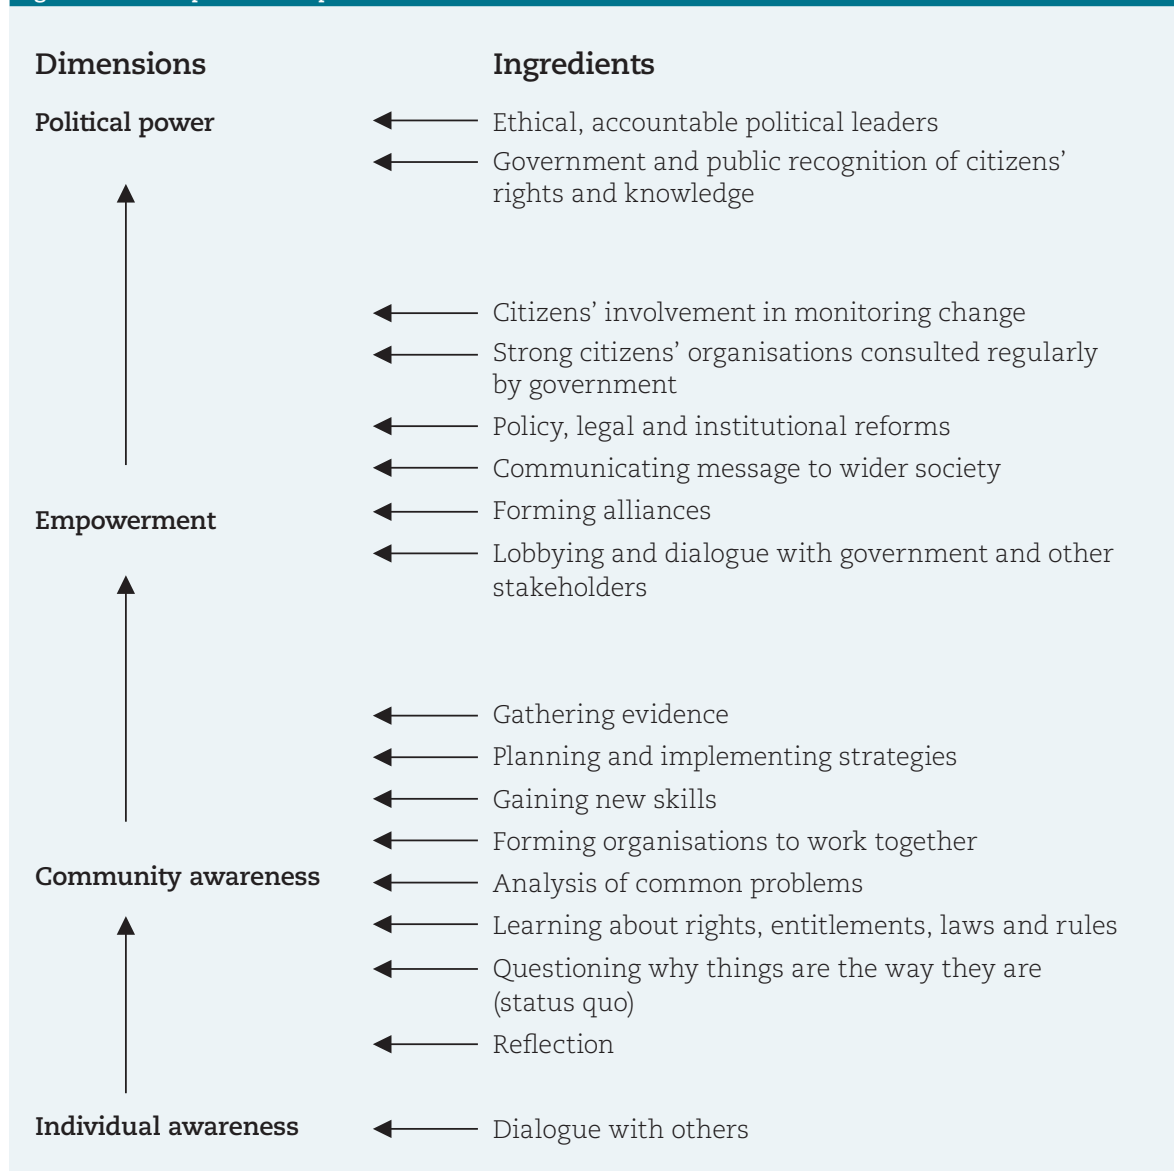 Dimensions
Ingredients
Political power
Ethical, accountable political leaders
Government and public recognition of citizens’
rights and knowledge
Citizens’ involvement in monitoring change
Strong citizens’ organisations consulted regularly
by government
Policy, legal and institutional reforms
Communicating message to wider society
Empowerment
Forming alliances
Lobbying and dialogue with government and other
stakeholders
Gathering evidence
Planning and implementing strategies
Gaining new skills
Forming organisations to work together
Community awareness
Analysis of common problems
Learning about rights, entitlements, laws and rules
Questioning why things are the way they are
(status quo)
Reflection
Individual awareness
Dialogue with others